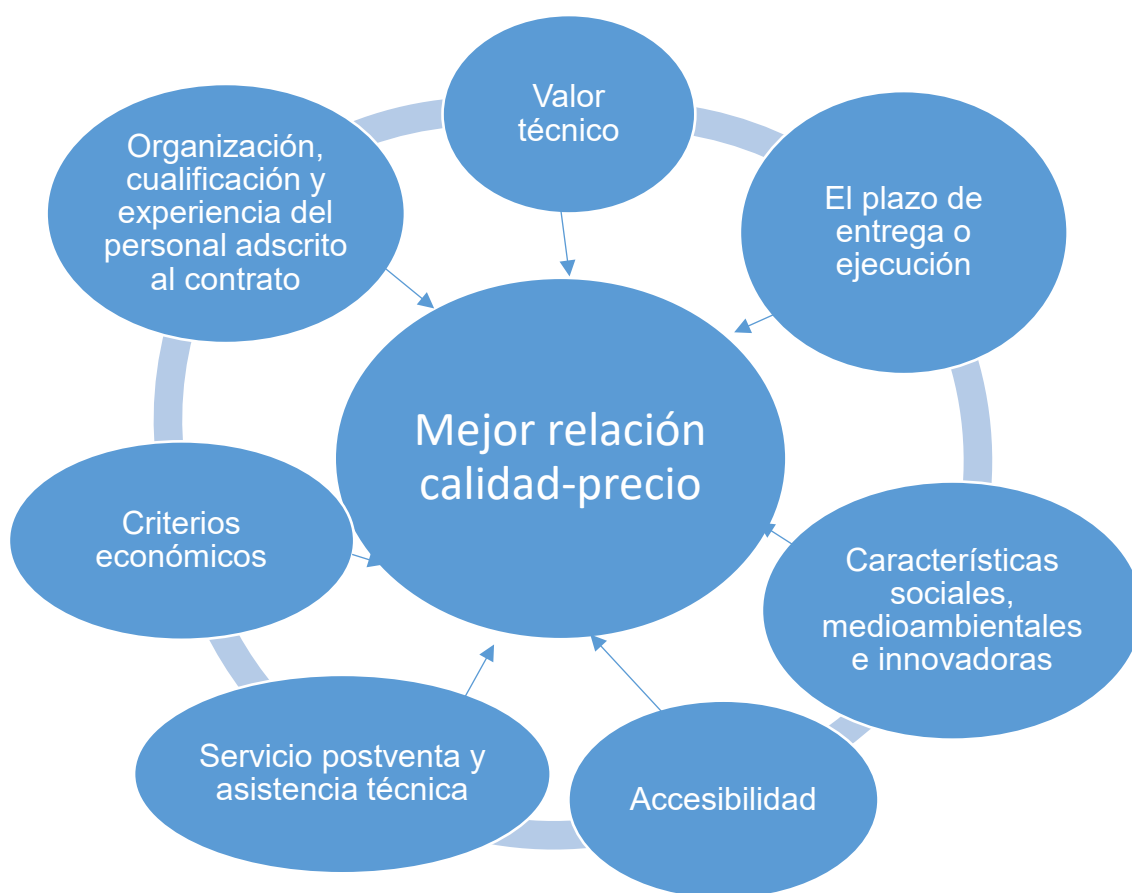 Valor
técnico
El plazo de
entrega o
ejecución
Características
sociales,
medioambientales
e innovadoras
Accesibilidad
Servicio postventa y
asistencia técnica
Criterios
económicos
Organización,
cualificación y
experiencia del
personal adscrito
al contrato
Mejor relación
calidad-precio